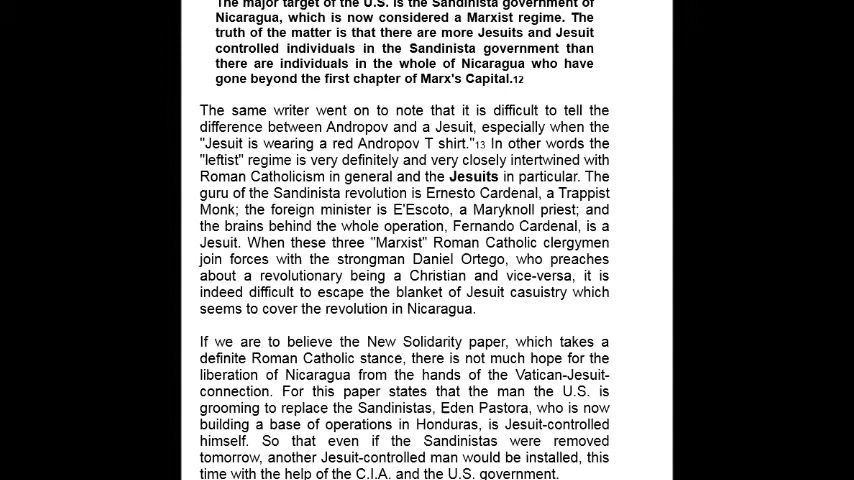 The major target of the U.S. is the Sandinista government of
Nicaragua, which is now considered a Marxist regime. The
truth of the matter is that there are more Jesuits and Jesuit
controlled individuals in the Sandinista government than
there are individuals in the whole of Nicaragua who have
gone beyond the first chapter of Marx's Capital.12
The same writer went on to note that it is difficult to tell the
difference between Andropov and a Jesuit, especially when the
"Jesuit is wearing a red Andropov T shirt."13 In other words the
"leftist" regime is very definitely and very closely intertwined with
Roman Catholicism in general and the Jesuits in particular. The
guru of the Sandinista revolution is Ernesto Cardenal, a Trappist
Monk; the foreign minister is E'Escoto, a Maryknoll priest; and
the brains behind the whole operation, Fernando Cardenal, is a
Jesuit. When these three "Marxist" Roman Catholic clergymen
join forces with the strongman Daniel Ortego, who preaches
about a revolutionary being a Christian and vice-versa, it is
indeed difficult to escape the blanket of Jesuit casuistry which
seems to cover the revolution in Nicaragua.
If we are to believe the New Solidarity paper, which takes a
definite Roman Catholic stance, there is not much hope for the
liberation of Nicaragua from the hands of the Vatican-Jesuit-
connection. For this paper states that the man the U.S. is
grooming to replace the Sandinistas, Eden Pastora, who is now
building a base of operations in Honduras, is Jesuit-controlled
himself. So that even if the Sandinistas were removed
tomorrow, another Jesuit-controlled man would be installed, this
time with the help of the C.I.A. and the U.S. government.